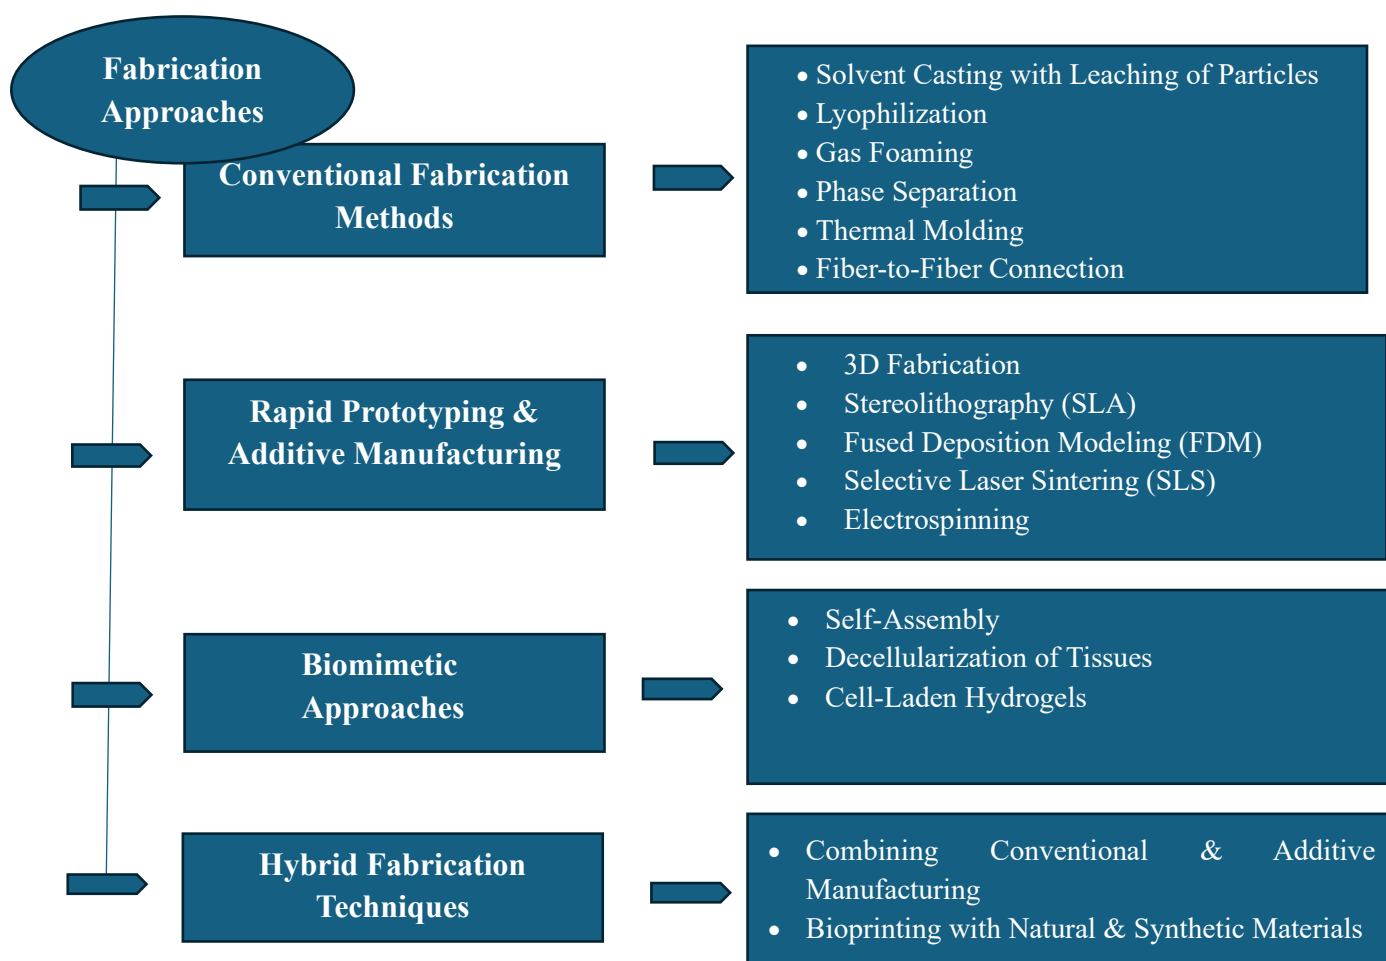 Fabrication
Approaches
Conventional Fabrication
Methods
• Solvent Casting with Leaching of Particles
• Lyophilization
• Gas Foaming
• Phase Separation
• Thermal Molding
• Fiber-to-Fiber Connection
Rapid Prototyping &
Additive Manufacturing
• 3D Fabrication
• Stereolithography (SLA)
• Fused Deposition Modeling (FDM)
• Selective Laser Sintering (SLS)
• Electrospinning
Biomimetic
Approaches
• Self-Assembly
• Decellularization of Tissues
• Cell-Laden Hydrogels
Hybrid Fabrication
Techniques
• Combining Conventional & Additive
Manufacturing
• Bioprinting with Natural & Synthetic Materials